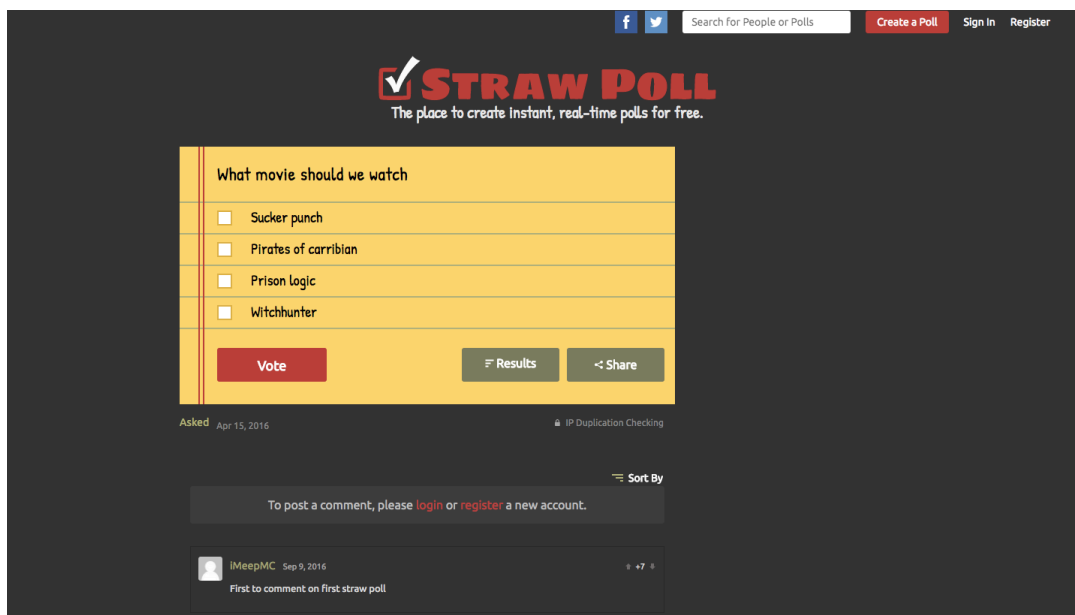 f Search for People or Polls Create a Poll Sign In Register
STRAW POLL
The place to create instant, real-time polls for free.
What movie should we watch
Sucker punch
Pirates of carribian
Prison logic
Witchhunter
Vote Results Share
Asked Apr 15, 2016 IP Duplication Checking
Sort By
To post a comment, please login or register a new account.
iMeepMC Sep 9, 2016 +7
First to comment on first straw poll